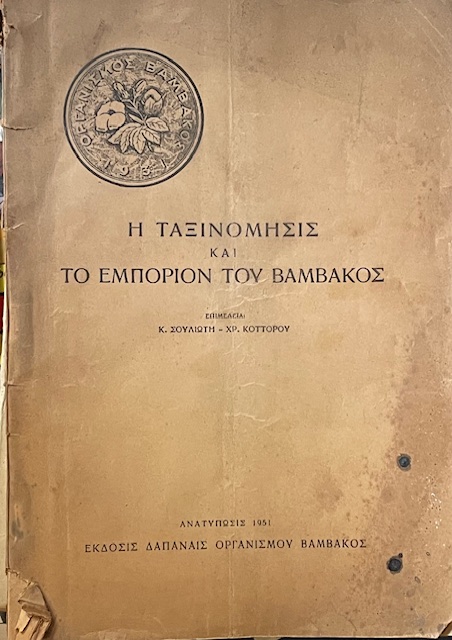 ΟΡΓΑΝΙΣΜΟΣ ΒΑΜΒΑΚΟΣ
1931
Η ΤΑΞΙΝΟΜΗΣΙΣ
ΚΑΙ
ΤΟ ΕΜΠΟΡΙΟΝ ΤΟΥ ΒΑΜΒΑΚΟΣ
ΕΠΙΜΕΛΕΙΑ:
Κ. ΣΟΥΛΙΩΤΗ - ΧΡ. ΚΟΤΤΟΡΟΥ
ΑΝΑΤΥΠΩΣΙΣ 1951
ΕΚΔΟΣΙΣ ΔΑΠΑΝΑΙΣ ΟΡΓΑΝΙΣΜΟΥ ΒΑΜΒΑΚΟΣ